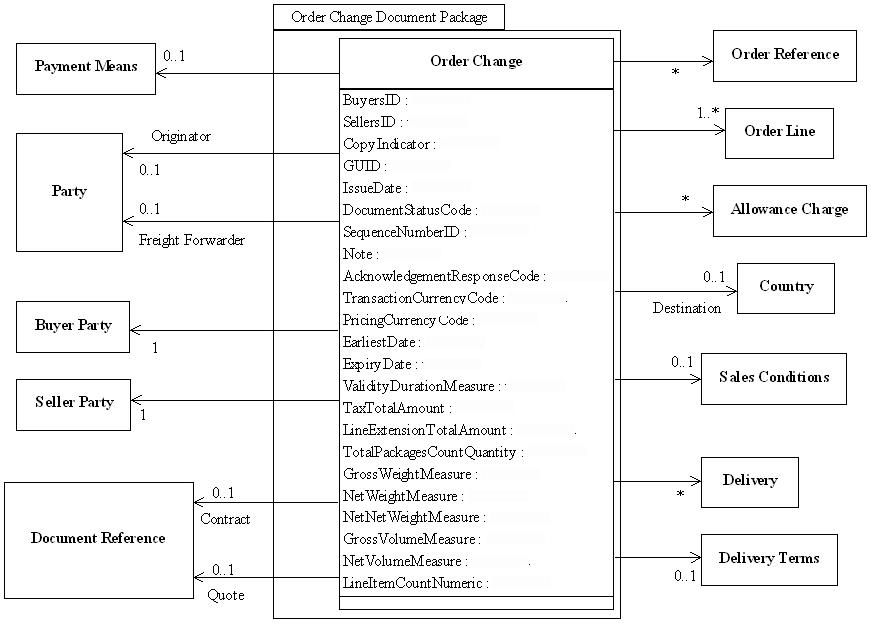 Order Change Document Package
Order Change
BuyersID :
SellersID :
CopyIndicator :
GUID :
IssueDate :
DocumentStatusCode :
SequenceNumberID :
Note :
AcknowledgementResponseCode :
TransactionCurrencyCode :
PricingCurrencyCode :
EarliestDate :
ExpiryDate :
ValidityDurationMeasure :
TaxTotalAmount :
LineExtensionTotalAmount :
TotalPackagesCountQuantity :
GrossWeightMeasure :
NetWeightMeasure :
NetNetWeightMeasure :
GrossVolumeMeasure :
NetVolumeMeasure :
LineItemCountNumeric :
Payment Means
0..1
Party
Originator
0..1
0..1
Freight Forwarder
Buyer Party
1
Seller Party
1
Document Reference
0..1
Contract
0..1
Quote
Order Reference
*
Order Line
1..*
Allowance Charge
*
Country
0..1
Destination
Sales Conditions
0..1
Delivery
*
Delivery Terms
0..1